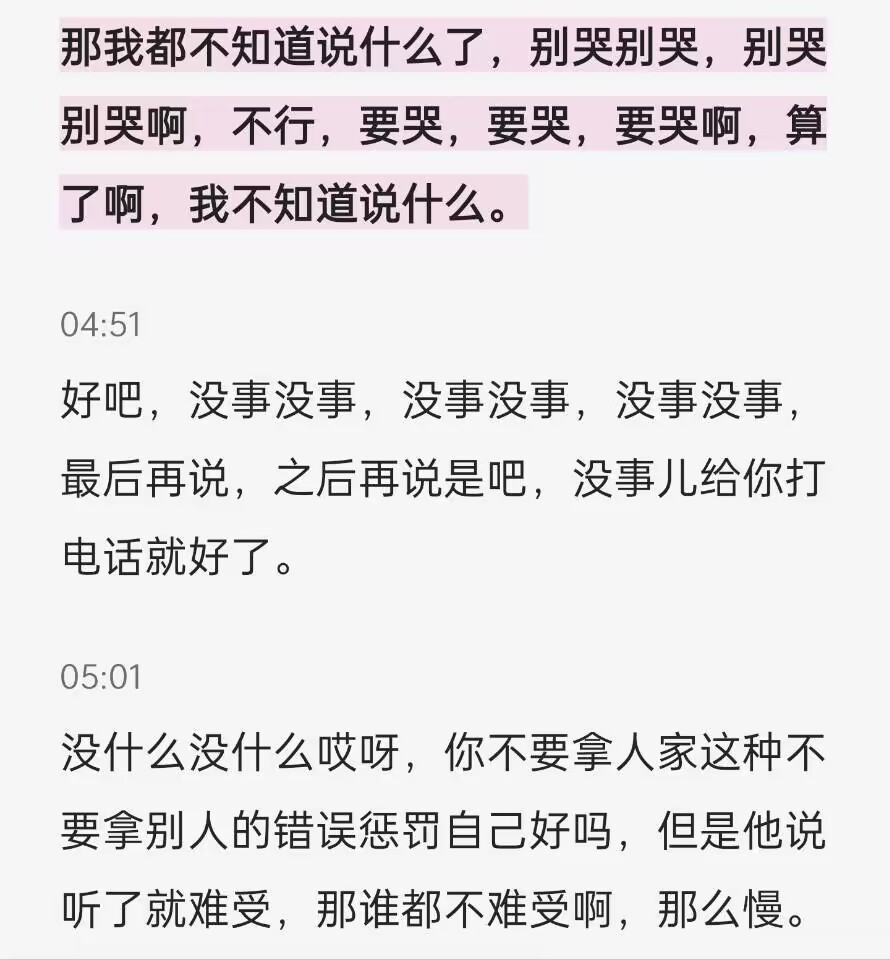 那我都不知道说什么了，别哭别哭，别哭
别哭啊，不行，要哭，要哭，要哭啊，算
了啊，我不知道说什么。
04:51
好吧，没事没事，没事没事，没事没事，
最后再说，之后再说是吧，没事儿给你打
电话就好了。
05:01
没什么没什么哎呀，你不要拿人家这种不
要拿别人的错误惩罚自己好吗，但是他说
听了就难受，那谁都不难受啊，那么慢。